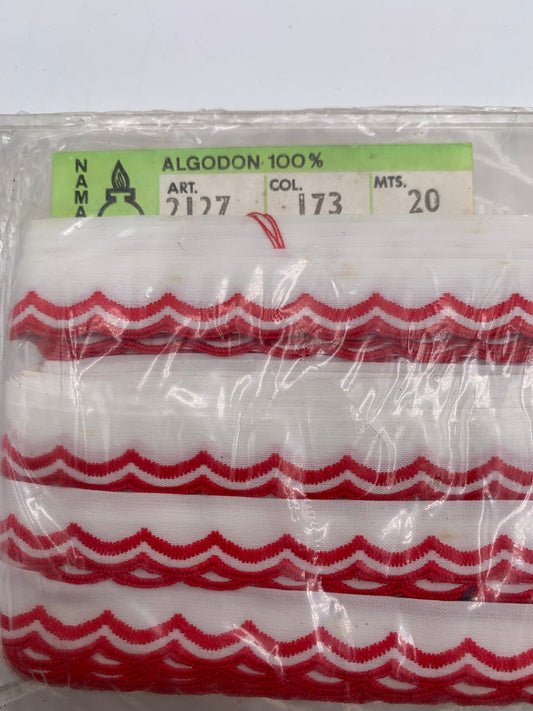 NAMA
ALGODON 100%
ART. COL. MTS.
2127 173 20